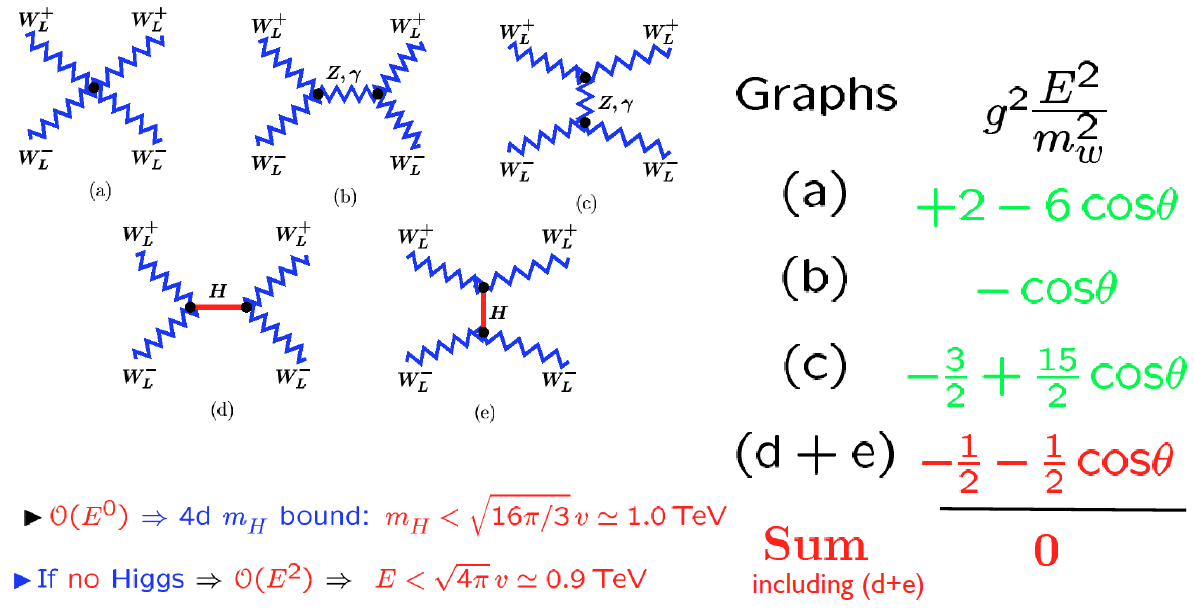 W_L^+ W_L^+ W_L^+ W_L^+ W_L^+ W_L^+
Z, γ Z, γ
W_L^- W_L^- W_L^- W_L^- W_L^- W_L^-
(a) (b) (c)
W_L^+ W_L^+ W_L^+ W_L^+
H H
W_L^- W_L^- W_L^- W_L^-
(d) (e)
▶ O(E^0) ⇒ 4d m_H bound: m_H < √(16π/3) v ≃ 1.0 TeV
▶ If no Higgs ⇒ O(E^2) ⇒ E < √(4π) v ≃ 0.9 TeV
Graphs g^2 E^2/m_w^2
(a) +2 − 6 cosθ
(b) − cosθ
(c) −3/2 + 15/2 cosθ
(d + e) −1/2 − 1/2 cosθ
Sum 0
including (d+e)